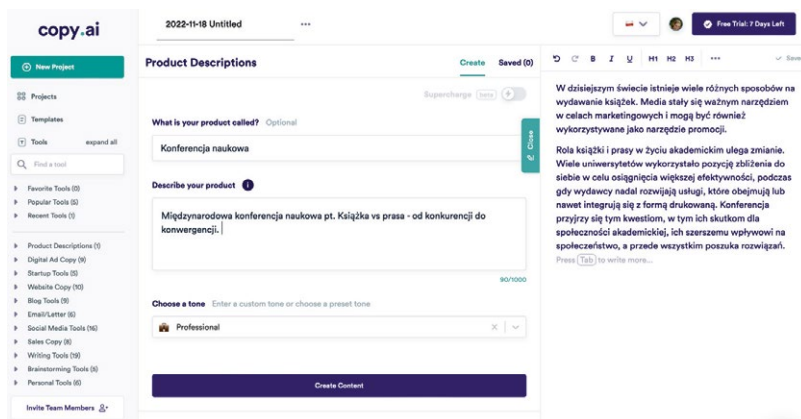 copy.ai
2022-11-18 Untitled
Free Trial: 7 Days Left
New Project
Projects
Templates
Tools expand all
Find a tool
Favorite Tools (0)
Popular Tools (5)
Recent Tools (1)
Product Descriptions (1)
Digital Ad Copy (9)
Startup Tools (5)
Website Copy (10)
Blog Tools (9)
Email/Letter (6)
Social Media Tools (16)
Sales Copy (8)
Writing Tools (19)
Brainstorming Tools (5)
Personal Tools (6)
Invite Team Members
Product Descriptions
Create Saved (0)
Supercharge beta
What is your product called? Optional
Konferencja naukowa
Describe your product
Międzynarodowa konferencja naukowa pt. Książka vs prasa - od konkurencji do
konwergencji.
90/1000
Choose a tone Enter a custom tone or choose a preset tone
Professional
Create Content
Close
B I U H1 H2 H3 Save
W dzisiejszym świecie istnieje wiele różnych sposobów na
wydawanie książek. Media stały się ważnym narzędziem
w celach marketingowych i mogą być również
wykorzystywane jako narzędzie promocji.
Rola książki i prasy w życiu akademickim ulega zmianie.
Wiele uniwersytetów wykorzystało pozycję zbliżenia do
siebie w celu osiągnięcia większej efektywności, podczas
gdy wydawcy nadal rozwijają usługi, które obejmują lub
nawet integrują się z formą drukowaną. Konferencja
przyjrzy się tym kwestiom, w tym ich skutkom dla
społeczności akademickiej, ich szerszemu wpływowi na
społeczeństwo, a przede wszystkim poszuka rozwiązań.
Press Tab to write more...